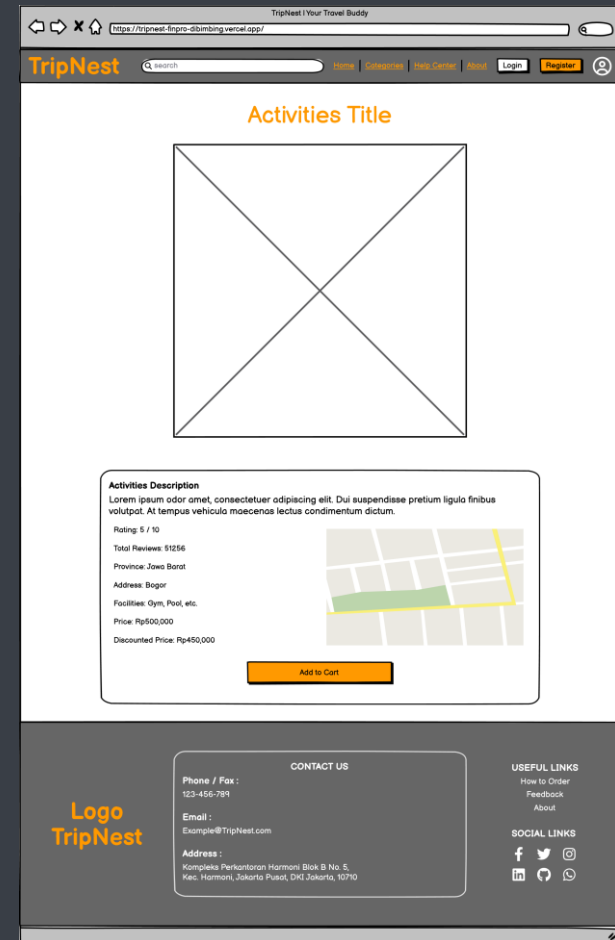 TripNest | Your Travel Buddy
https://tripnest-finpro-dibimbing.vercel.app/
TripNest
search
Home | Categories | Help Center | About
Login
Register
Activities Title
Activities Description
Lorem ipsum odor amet, consectetuer adipiscing elit. Dui suspendisse pretium ligula finibus
volutpat. At tempus vehicula maecenas lectus condimentum dictum.
Rating: 5 / 10
Total Reviews: 51256
Province: Jawa Barat
Address: Bogor
Facilities: Gym, Pool, etc.
Price: Rp500,000
Discounted Price: Rp450,000
Add to Cart
Logo
TripNest
CONTACT US
Phone / Fax :
123-456-789
Email :
Example@TripNest.com
Address :
Kompleks Perkantoran Harmoni Blok B No. 5,
Kec. Harmoni, Jakarta Pusat, DKI Jakarta, 10710
USEFUL LINKS
How to Order
Feedback
About
SOCIAL LINKS